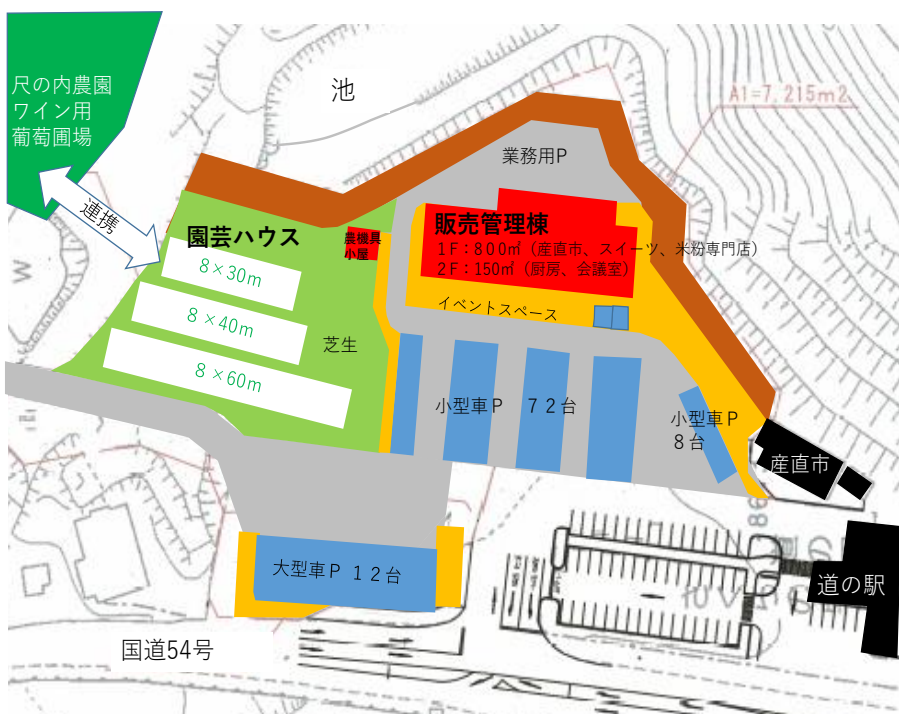 尺の内農園
ワイン用
葡萄圃場
連携
池
A1=7,215m2
業務用P
園芸ハウス
農機具
小屋
販売管理棟
1F:800㎡(産直市、スイーツ、米粉専門店)
2F:150㎡(厨房、会議室)
8×30m
8×40m
8×60m
イベントスペース
芝生
小型車P 72台
小型車P
8台
産直市
大型車P 12台
道の駅
国道54号
W